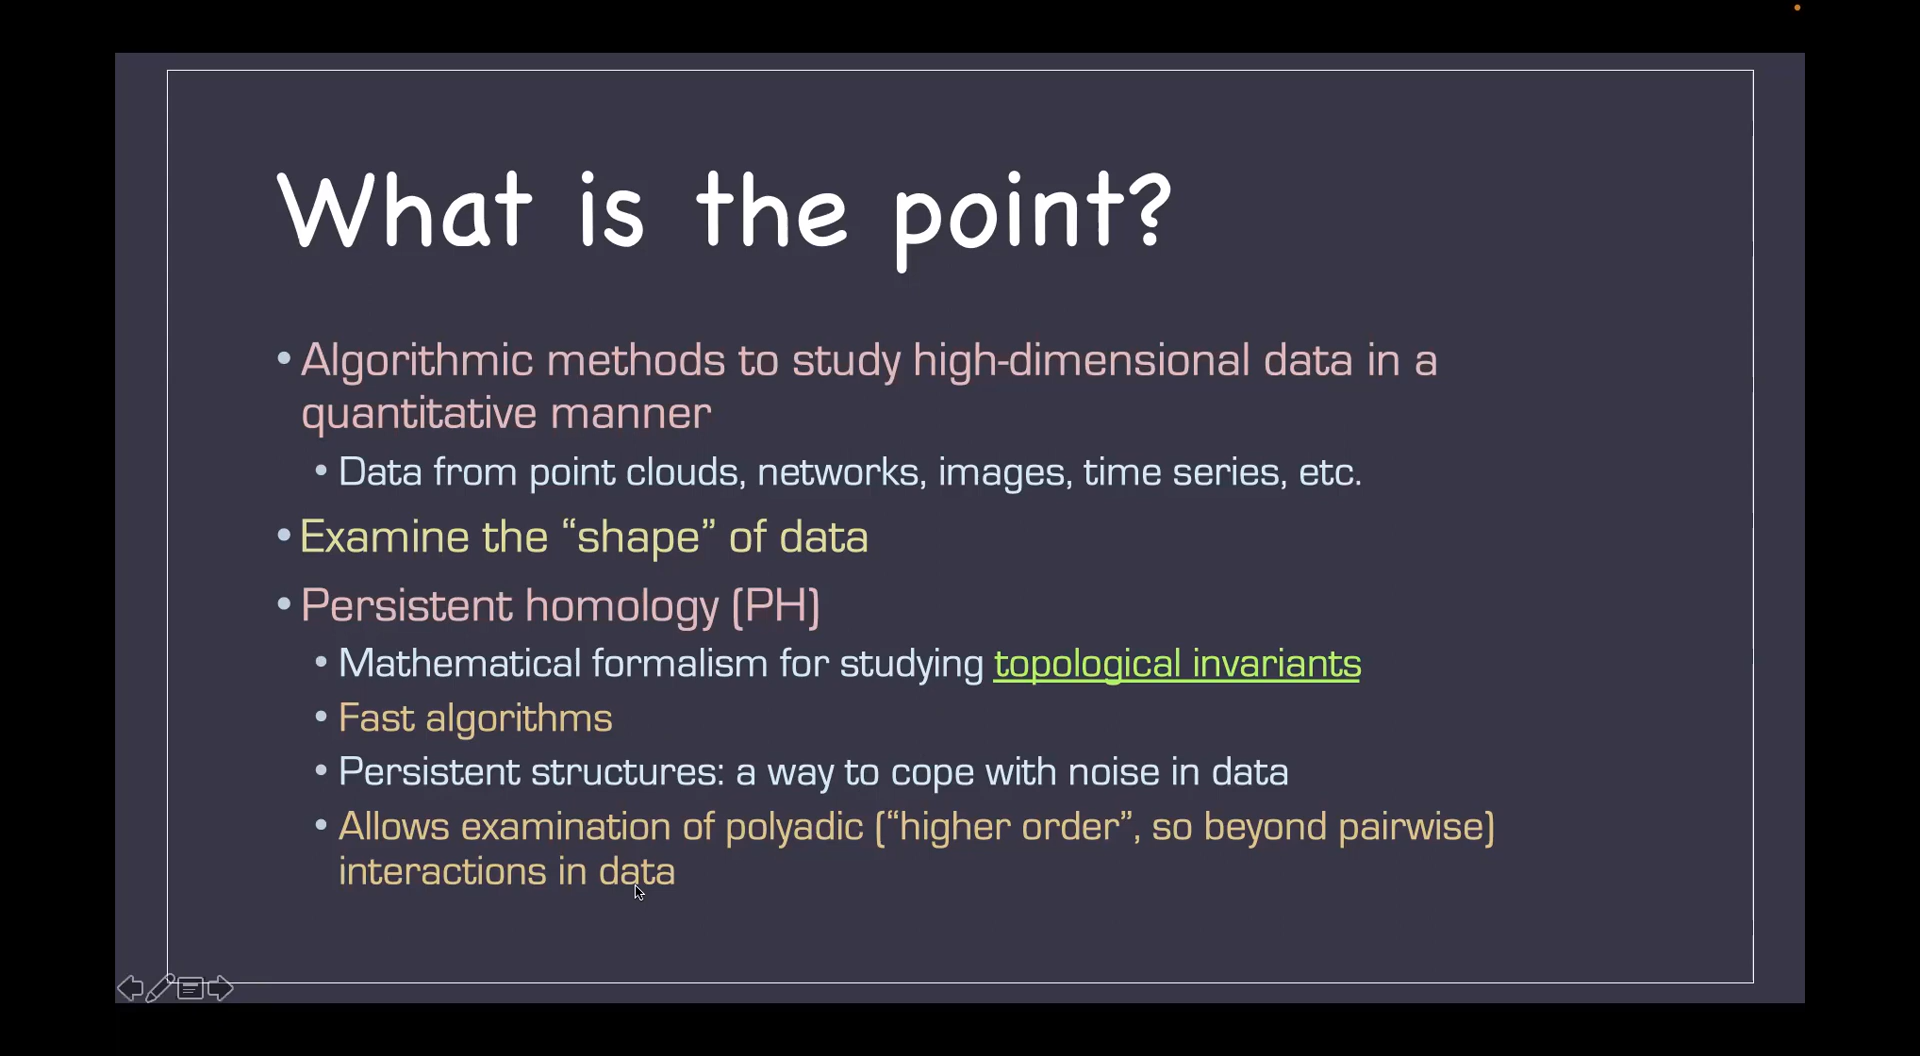 What is the point?
• Algorithmic methods to study high-dimensional data in a
quantitative manner
• Data from point clouds, networks, images, time series, etc.
• Examine the “shape” of data
• Persistent homology (PH)
• Mathematical formalism for studying topological invariants
• Fast algorithms
• Persistent structures: a way to cope with noise in data
• Allows examination of polyadic (“higher order”, so beyond pairwise)
interactions in data